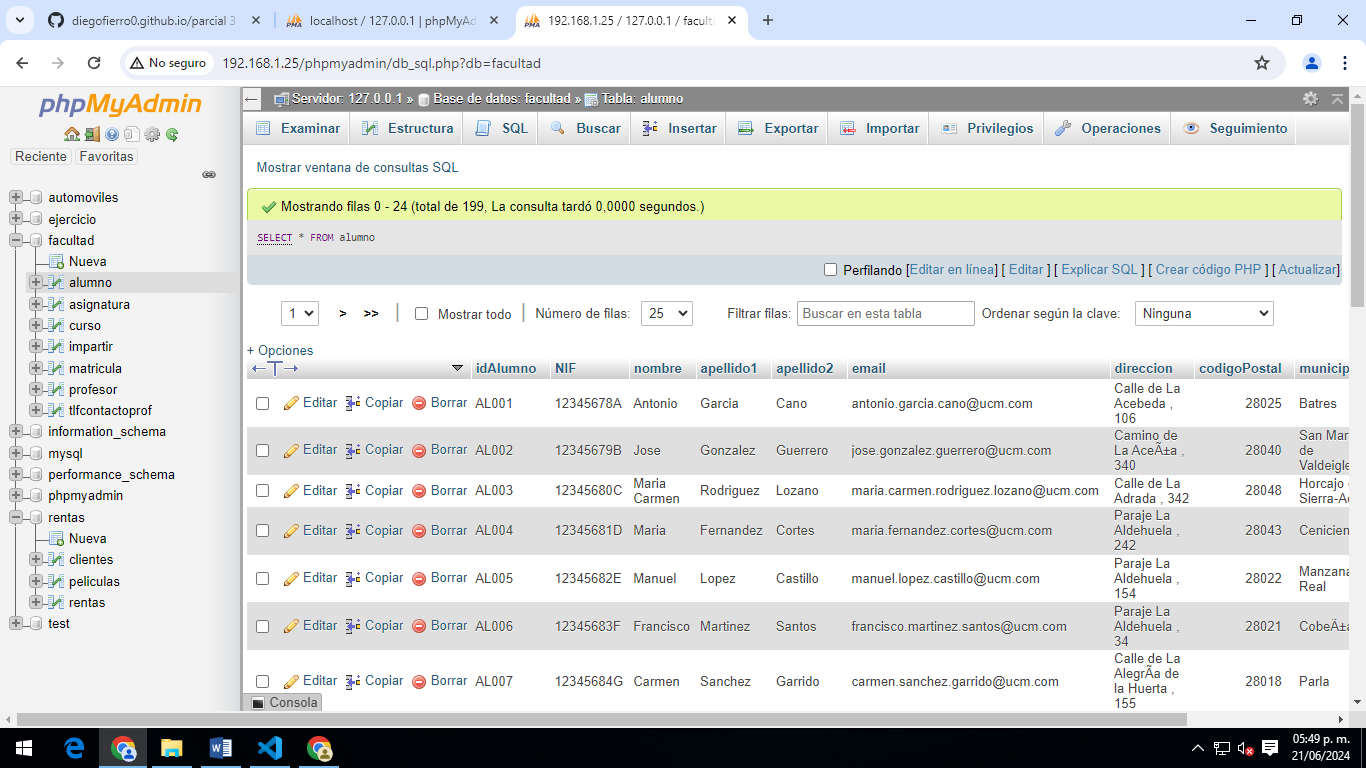 diegofierro0.github.io/parcial 3
localhost / 127.0.0.1 | phpMyAd
192.168.1.25 / 127.0.0.1 / facult
No seguro
192.168.1.25/phpmyadmin/db_sql.php?db=facultad
phpMyAdmin
Reciente
Favoritas
automoviles
ejercicio
facultad
Nueva
alumno
asignatura
curso
impartir
matricula
profesor
tlfcontactoprof
information_schema
mysql
performance_schema
phpmyadmin
rentas
Nueva
clientes
peliculas
rentas
test
Servidor: 127.0.0.1 » Base de datos: facultad » Tabla: alumno
Examinar Estructura SQL Buscar Insertar Exportar Importar Privilegios Operaciones Seguimiento
Mostrar ventana de consultas SQL
Mostrando filas 0 - 24 (total de 199, La consulta tardó 0,0000 segundos.)
SELECT * FROM alumno
Perfilando [Editar en línea] [ Editar ] [ Explicar SQL ] [ Crear código PHP ] [ Actualizar]
1 > >> | Mostrar todo | Número de filas: 25 Filtrar filas: Buscar en esta tabla Ordenar según la clave: Ninguna
+ Opciones
idAlumno NIF nombre apellido1 apellido2 email direccion codigoPostal municip
Editar Copiar Borrar AL001 12345678A Antonio Garcia Cano antonio.garcia.cano@ucm.com Calle de La Acebeda , 106 28025 Batres
Editar Copiar Borrar AL002 12345679B Jose Gonzalez Guerrero jose.gonzalez.guerrero@ucm.com Camino de La AceÃ±a , 340 28040 San Mar de Valdeigle
Editar Copiar Borrar AL003 12345680C Maria Carmen Rodriguez Lozano maria.carmen.rodriguez.lozano@ucm.com Calle de La Adrada , 342 28048 Horcajo Sierra-Ao
Editar Copiar Borrar AL004 12345681D Maria Fernandez Cortes maria.fernandez.cortes@ucm.com Paraje La Aldehuela , 242 28043 Cenicien
Editar Copiar Borrar AL005 12345682E Manuel Lopez Castillo manuel.lopez.castillo@ucm.com Paraje La Aldehuela , 154 28022 Manzana Real
Editar Copiar Borrar AL006 12345683F Francisco Martinez Santos francisco.martinez.santos@ucm.com Paraje La Aldehuela , 34 28021 CobeÃ±a
Editar Copiar Borrar AL007 12345684G Carmen Sanchez Garrido carmen.sanchez.garrido@ucm.com Calle de La AlegrÃ­a de la Huerta , 155 28018 Parla
Consola
05:49 p. m.
21/06/2024